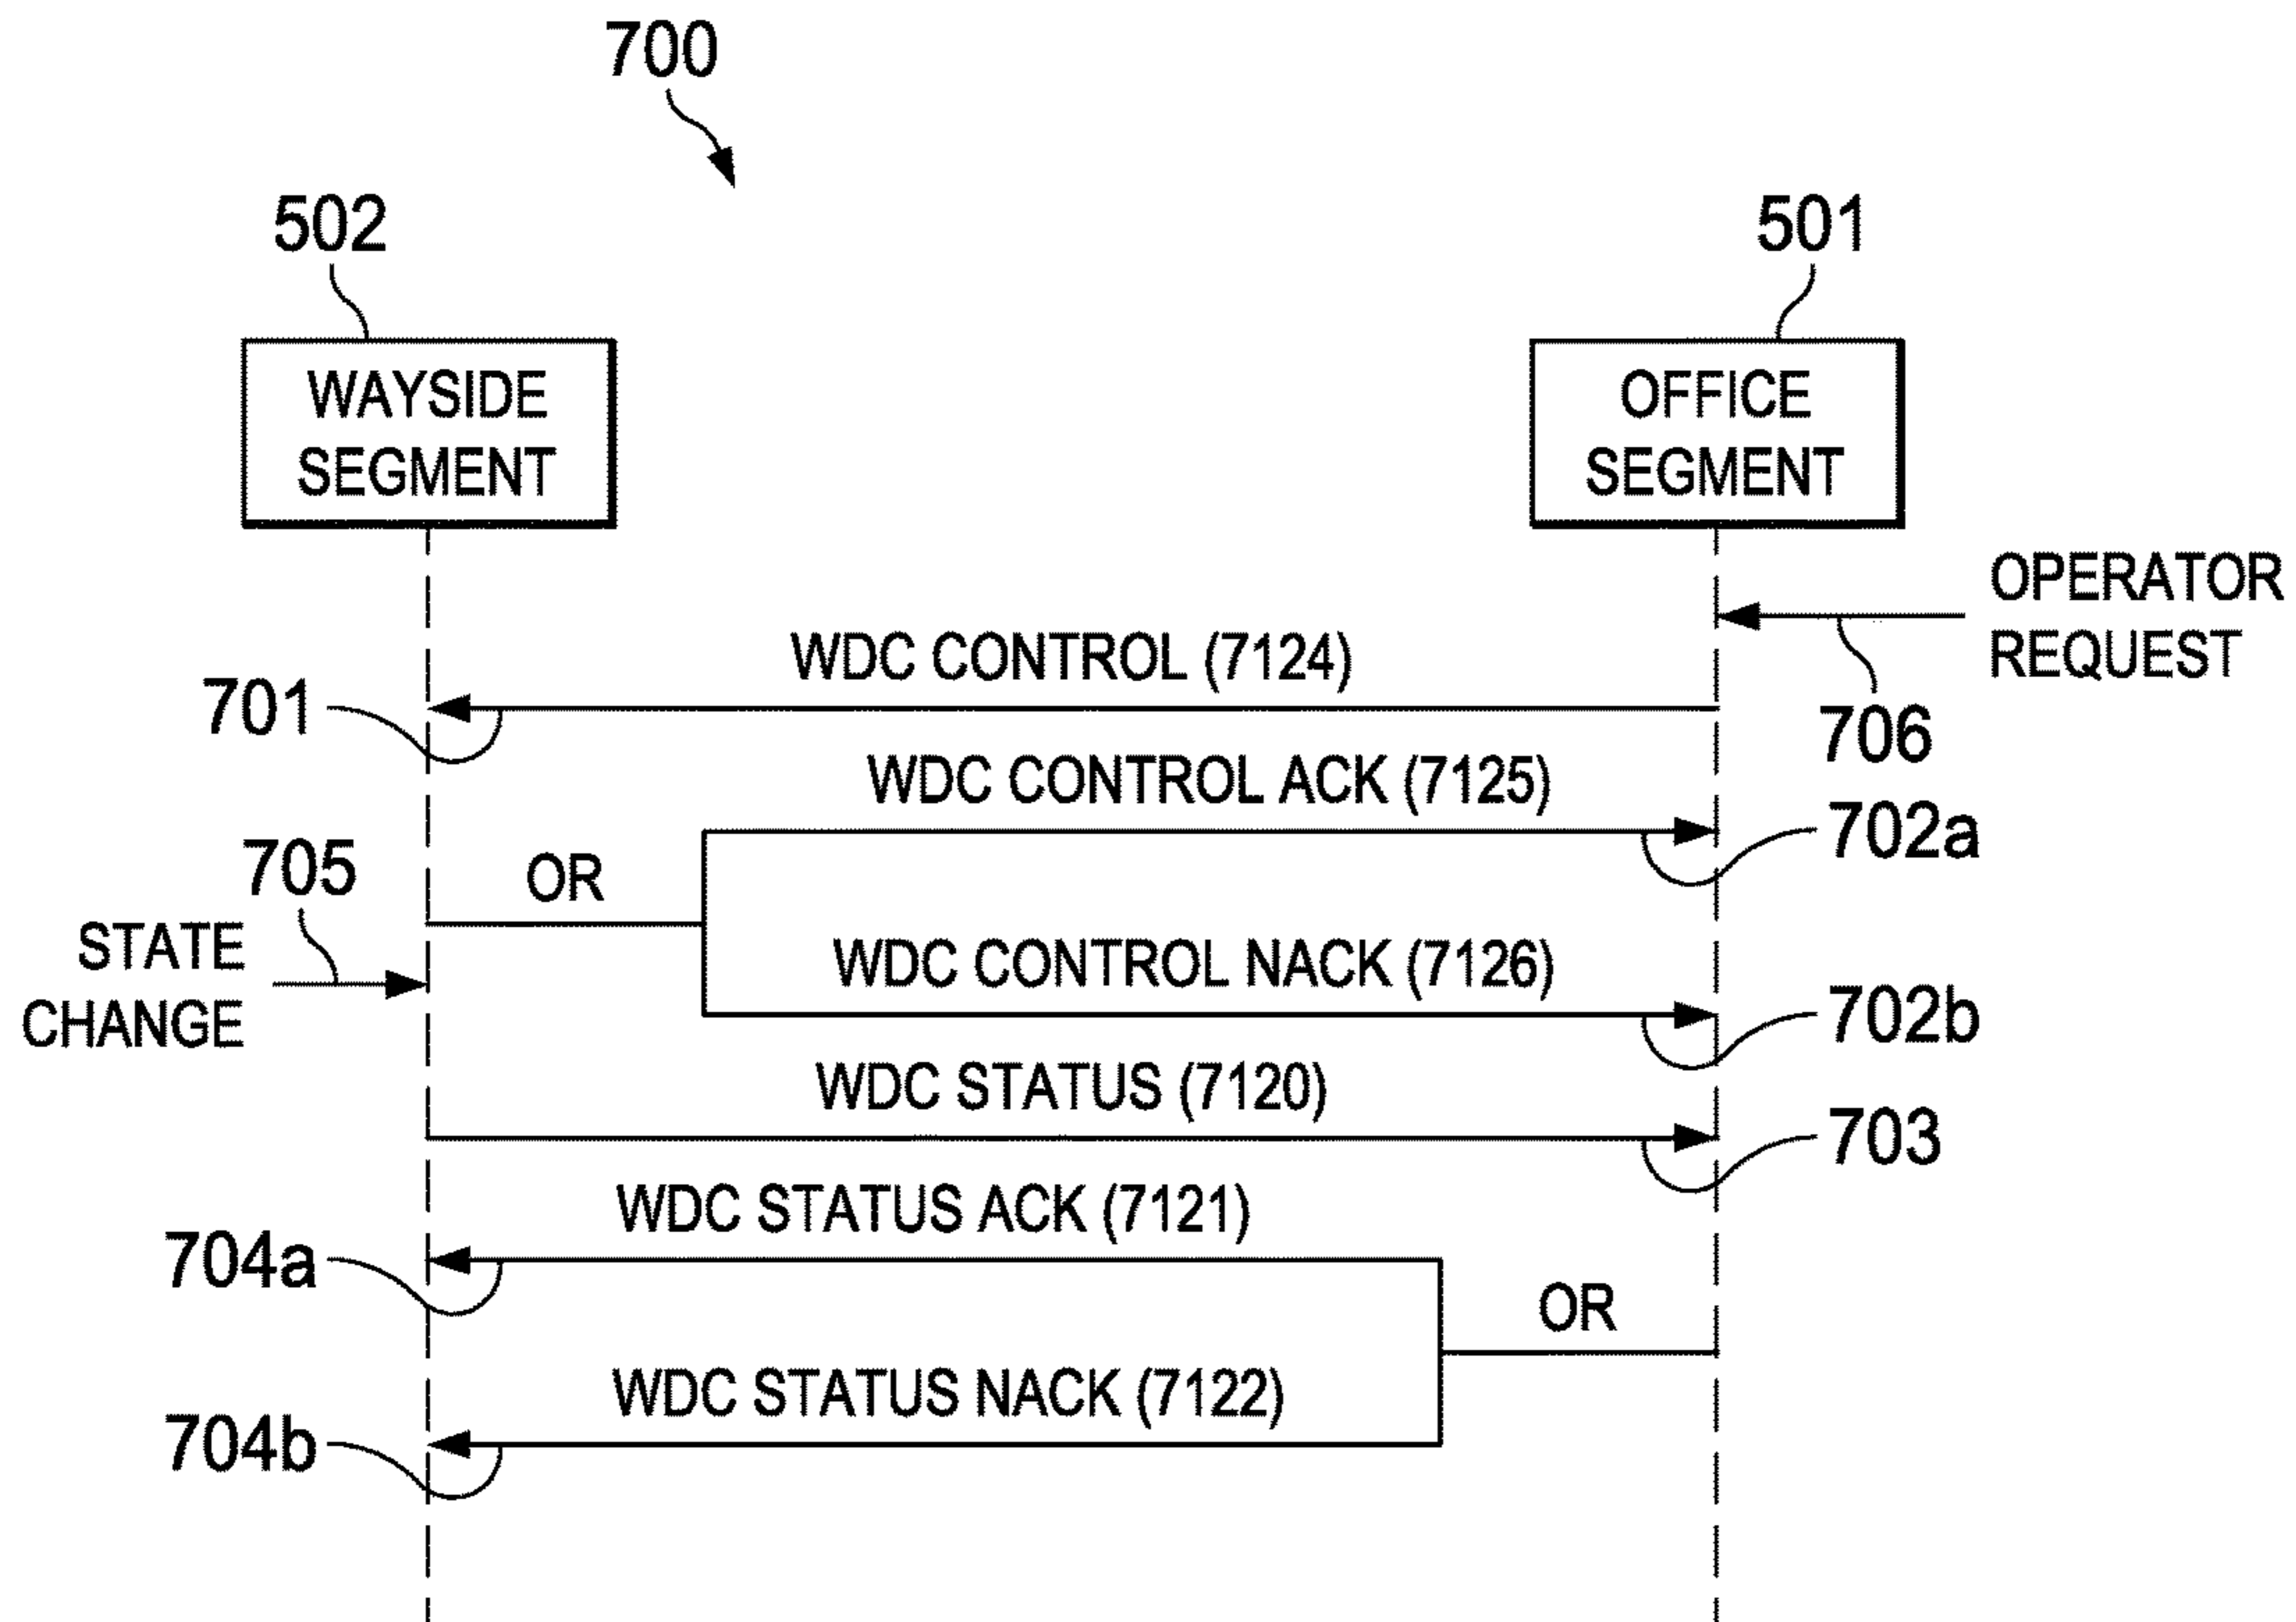 700
502
501
WAYSIDE
SEGMENT
OFFICE
SEGMENT
OPERATOR
REQUEST
WDC CONTROL (7124)
701
706
WDC CONTROL ACK (7125)
702a
705
OR
STATE
CHANGE
WDC CONTROL NACK (7126)
702b
WDC STATUS (7120)
703
WDC STATUS ACK (7121)
704a
OR
WDC STATUS NACK (7122)
704b